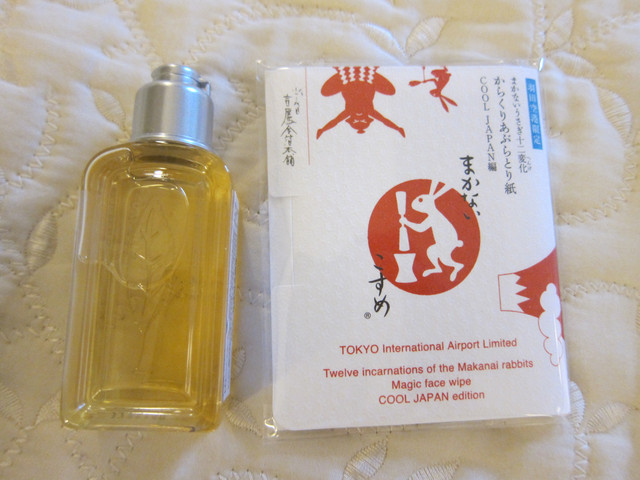 羽田空港限定
まかないうさぎ十二変化
からくりあぶらとり紙
COOL JAPAN編
まかない
こすめ
®
TOKYO International Airport Limited
Twelve incarnations of the Makanai rabbits
Magic face wipe
COOL JAPAN edition